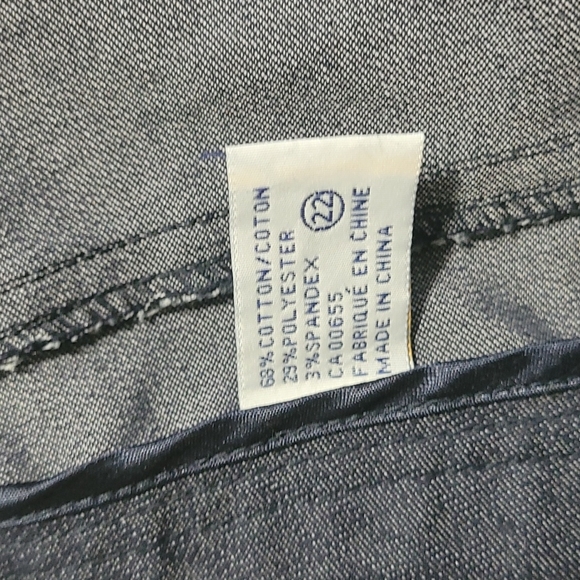 68%COTTON/COTON
29%POLYESTER
3%SPANDEX
22
CA00655
FABRIQUÉ EN CHINE
MADE IN CHINA